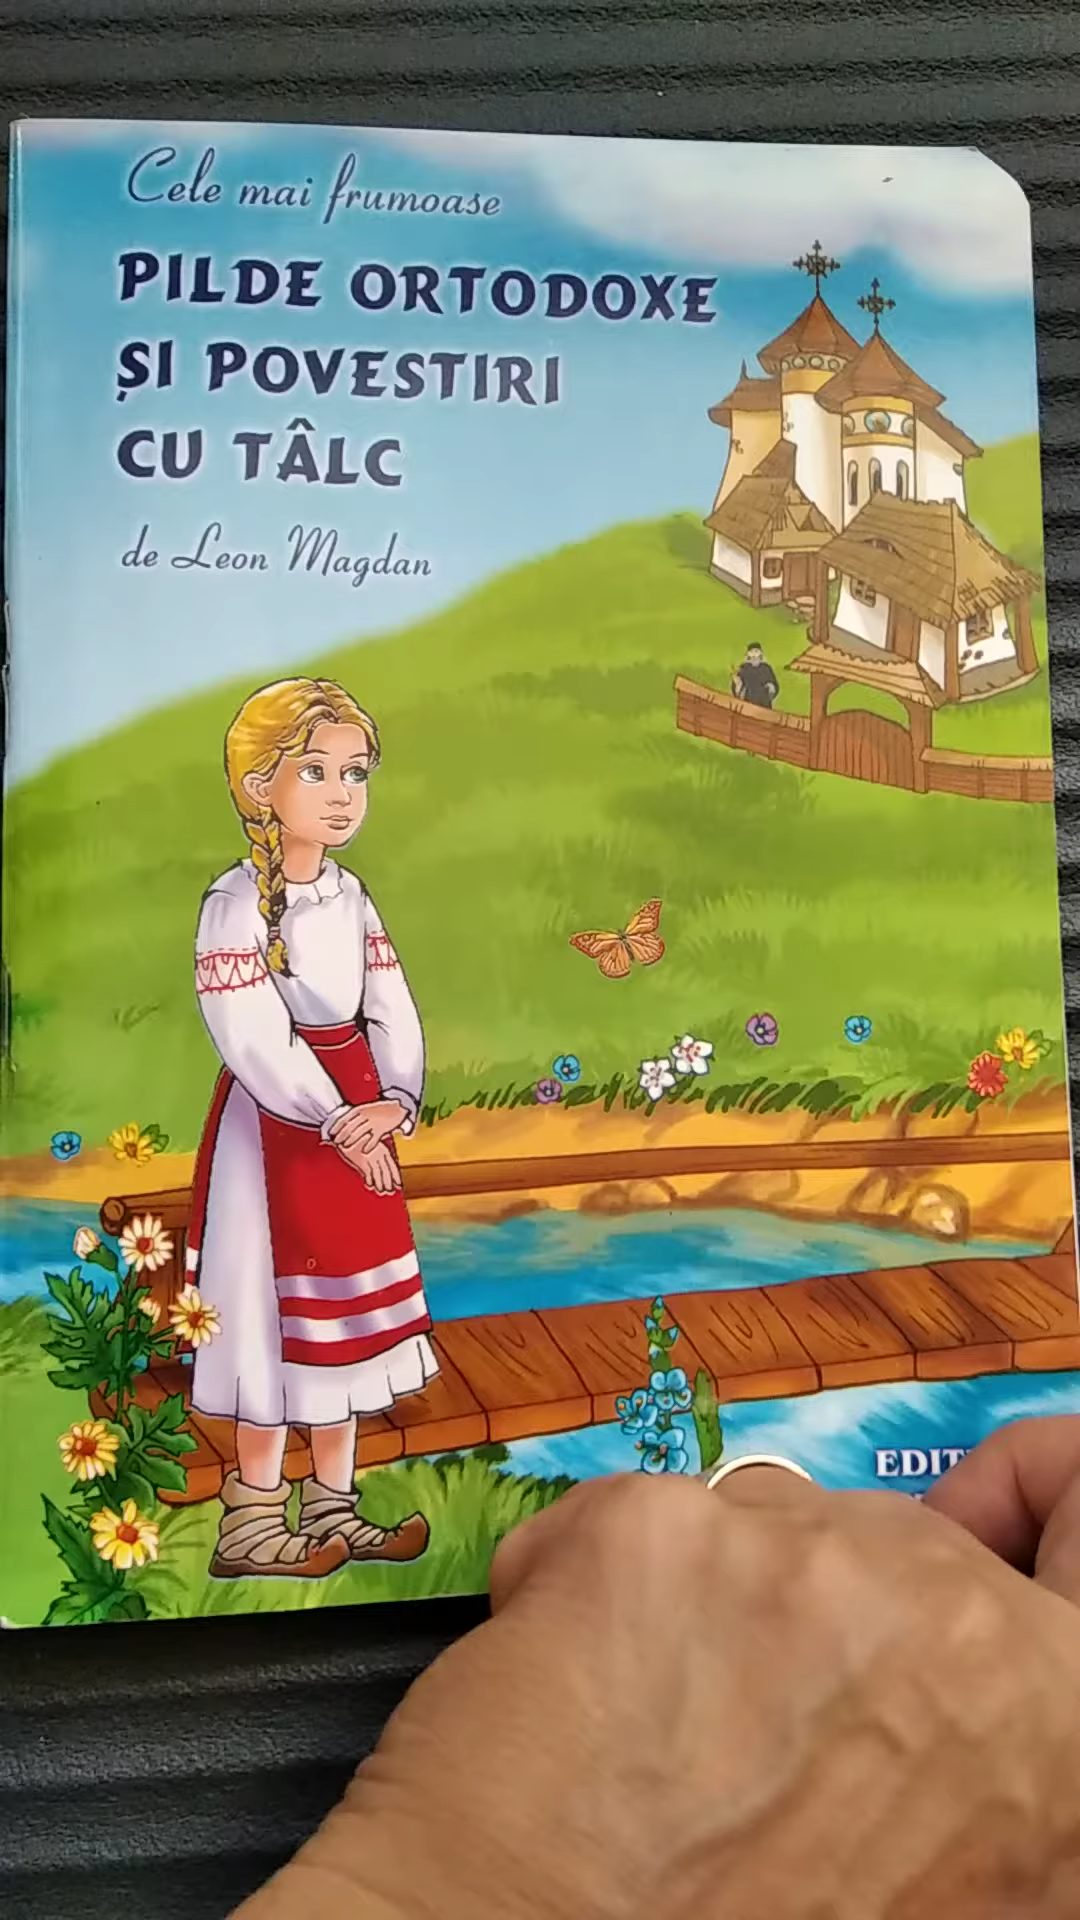 Cele mai frumoase
PILDE ORTODOXE
ȘI POVESTIRI
CU TÂLC
de Leon Magdan